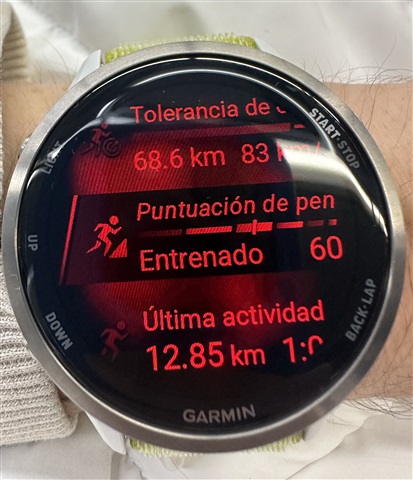 Tolerancia de
START·STOP
LIGHT
68.6 km 83
UP
Puntuación de pen
Entrenado 60
Última actividad
DOWN
BACK·LAP
12.85 km
GARMIN